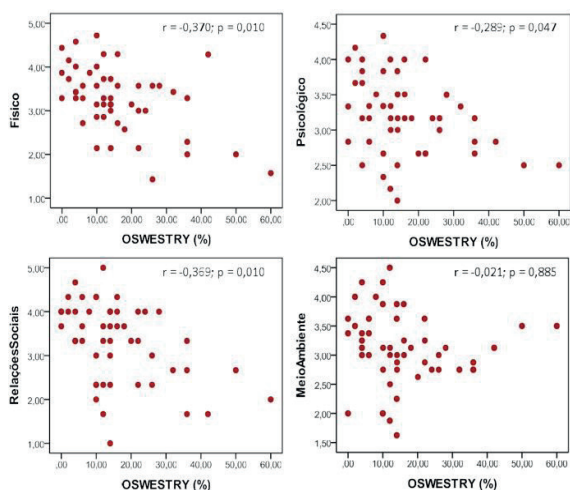 r = -0,370; p = 0,010
5,00
4,00
3,00
2,00
1,00
Físico
,00 10,00 20,00 30,00 40,00 50,00 60,00
OSWESTRY (%)
r = -0,289; p = 0,047
4,50
4,00
3,50
3,00
2,50
2,00
Psicológico
,00 10,00 20,00 30,00 40,00 50,00 60,00
OSWESTRY (%)
r = -0,369; p = 0,010
5,00
4,00
3,00
2,00
1,00
RelaçõesSociais
,00 10,00 20,00 30,00 40,00 50,00 60,00
OSWESTRY (%)
r = -0,021; p = 0,885
4,50
4,00
3,50
3,00
2,50
2,00
1,50
MeioAmbiente
,00 10,00 20,00 30,00 40,00 50,00 60,00
OSWESTRY (%)